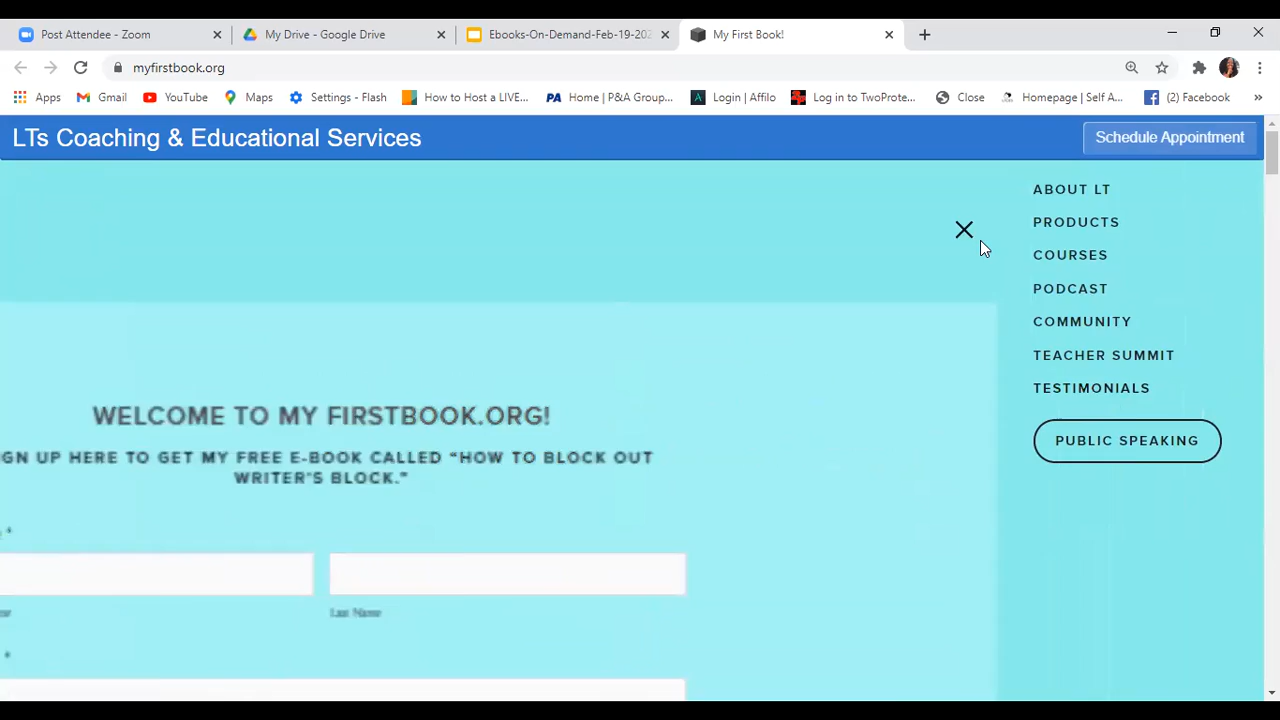 Post Attendee - Zoom
My Drive - Google Drive
Ebooks-On-Demand-Feb-19-202
My First Book!
myfirstbook.org
Apps
Gmail
YouTube
Maps
Settings - Flash
How to Host a LIVE...
PA Home | P&A Group...
Login | Affilo
Log in to TwoProte...
Close
Homepage | Self A...
(2) Facebook
»
LTs Coaching & Educational Services
Schedule Appointment
ABOUT LT
PRODUCTS
COURSES
PODCAST
COMMUNITY
TEACHER SUMMIT
TESTIMONIALS
PUBLIC SPEAKING
WELCOME TO MY FIRSTBOOK.ORG!
GN UP HERE TO GET MY FREE E-BOOK CALLED “HOW TO BLOCK OUT
WRITER'S BLOCK.”
*
Last Name
*